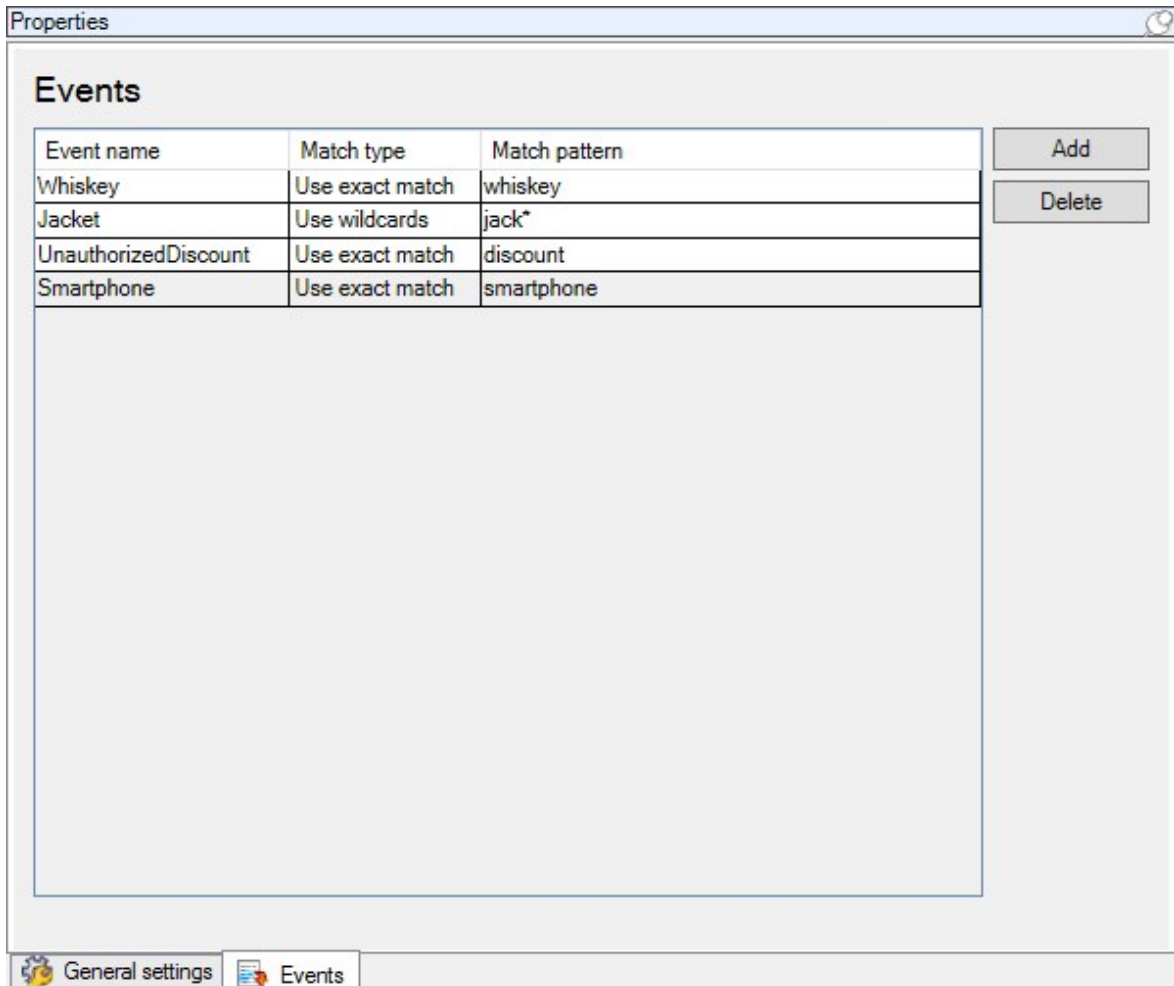 Properties
Events
Event name Match type Match pattern
Whiskey Use exact match whiskey
Jacket Use wildcards jack*
UnauthorizedDiscount Use exact match discount
Smartphone Use exact match smartphone
Add
Delete
General settings Events